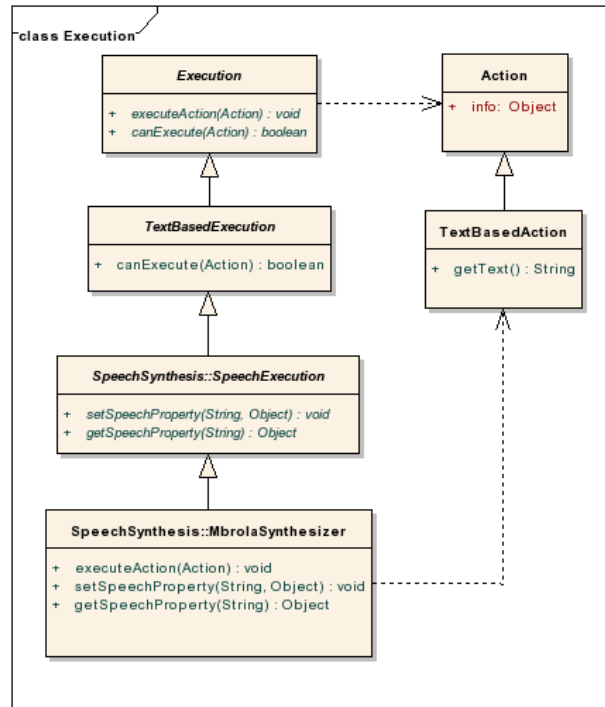 class Execution
Execution
+ executeAction(Action) : void
+ canExecute(Action) : boolean
Action
+ info: Object
TextBasedExecution
+ canExecute(Action) : boolean
TextBasedAction
+ getText() : String
SpeechSynthesis::SpeechExecution
+ setSpeechProperty(String, Object) : void
+ getSpeechProperty(String) : Object
SpeechSynthesis::MbrolaSynthesizer
+ executeAction(Action) : void
+ setSpeechProperty(String, Object) : void
+ getSpeechProperty(String) : Object